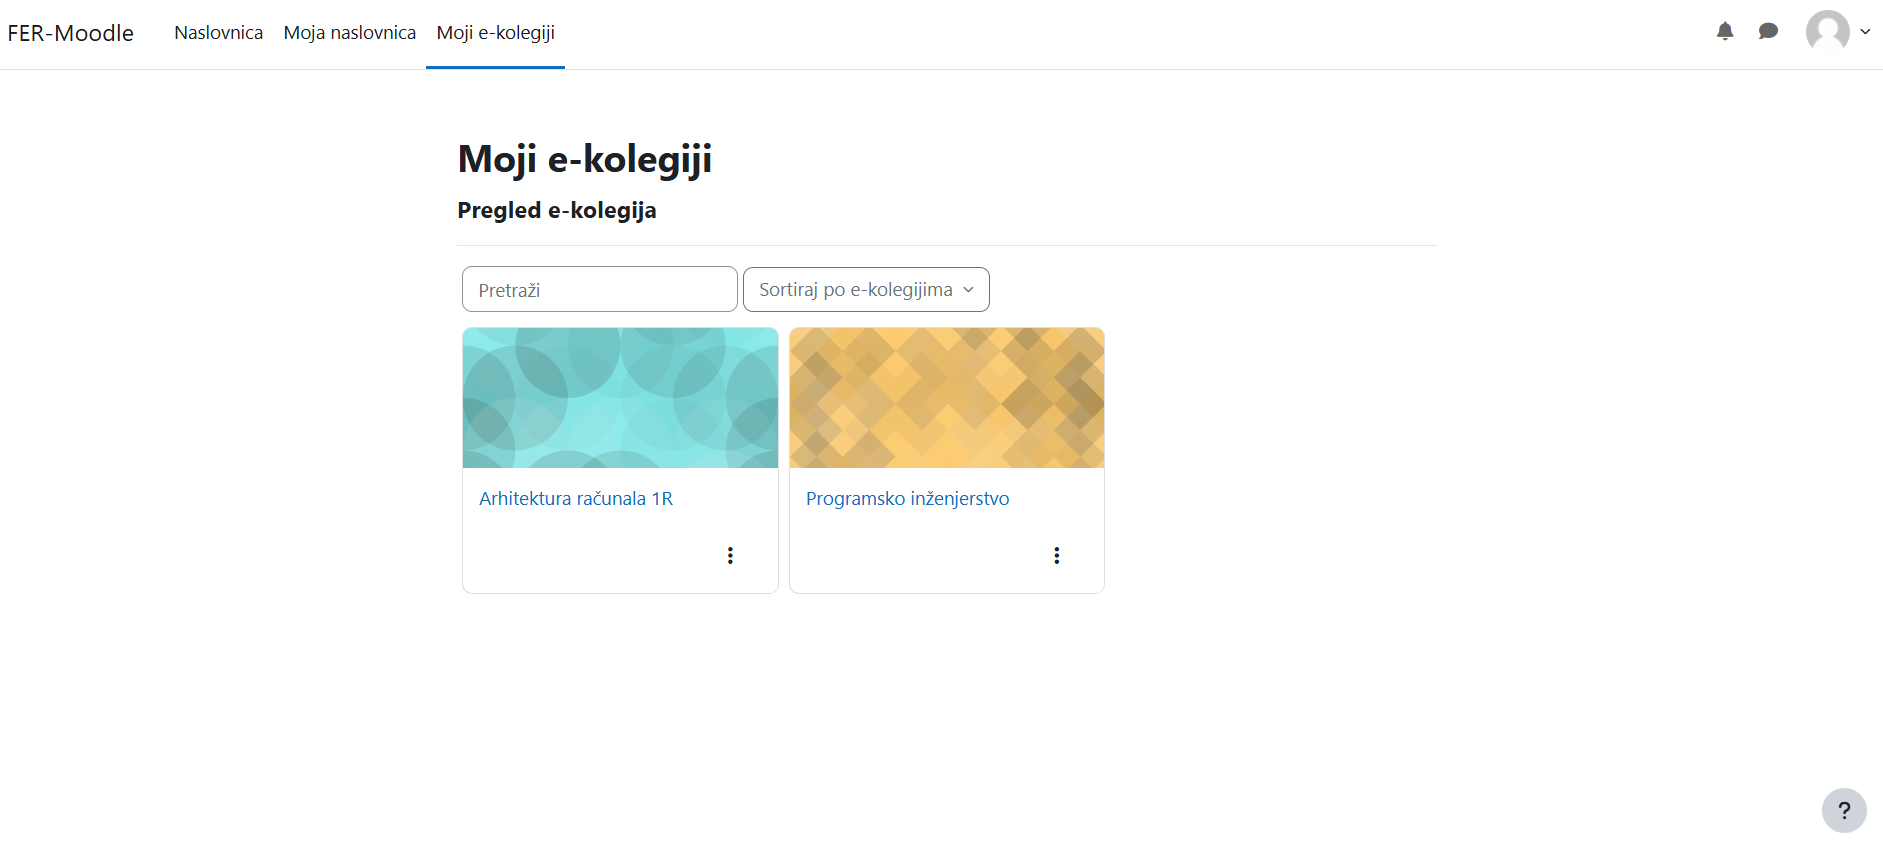 FER-Moodle Naslovnica Moja naslovnica Moji e-kolegiji
Moji e-kolegiji
Pregled e-kolegija
Pretraži Sortiraj po e-kolegijima
Arhitektura računala 1R Programsko inženjerstvo
?